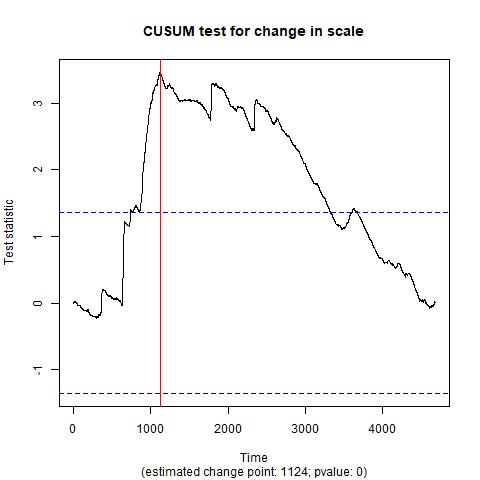 CUSUM test for change in scale
Test statistic
3
2
1
0
-1
0 1000 2000 3000 4000
Time
(estimated change point: 1124; pvalue: 0)